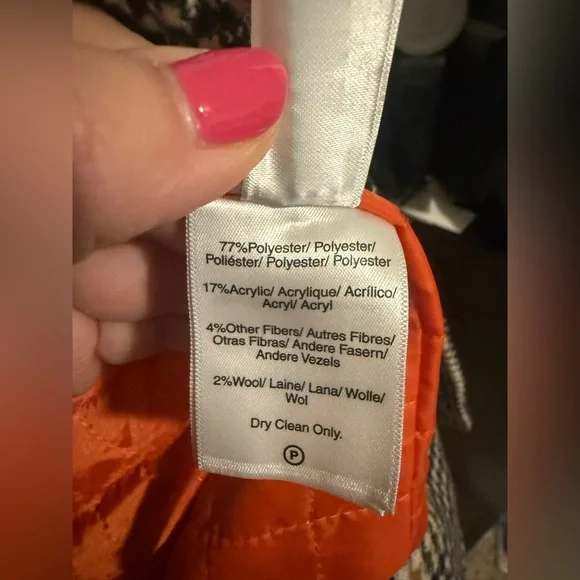 77%Polyester/ Polyester/
Poliéster/ Polyester/ Polyester
17%Acrylic/ Acrylique/ Acrílico/
Acryl/ Acryl
4%Other Fibers/ Autres Fibres/
Otras Fibras/ Andere Fasern/
Andere Vezels
2%Wool/ Laine/ Lana/ Wolle/
Wol
Dry Clean Only.
P